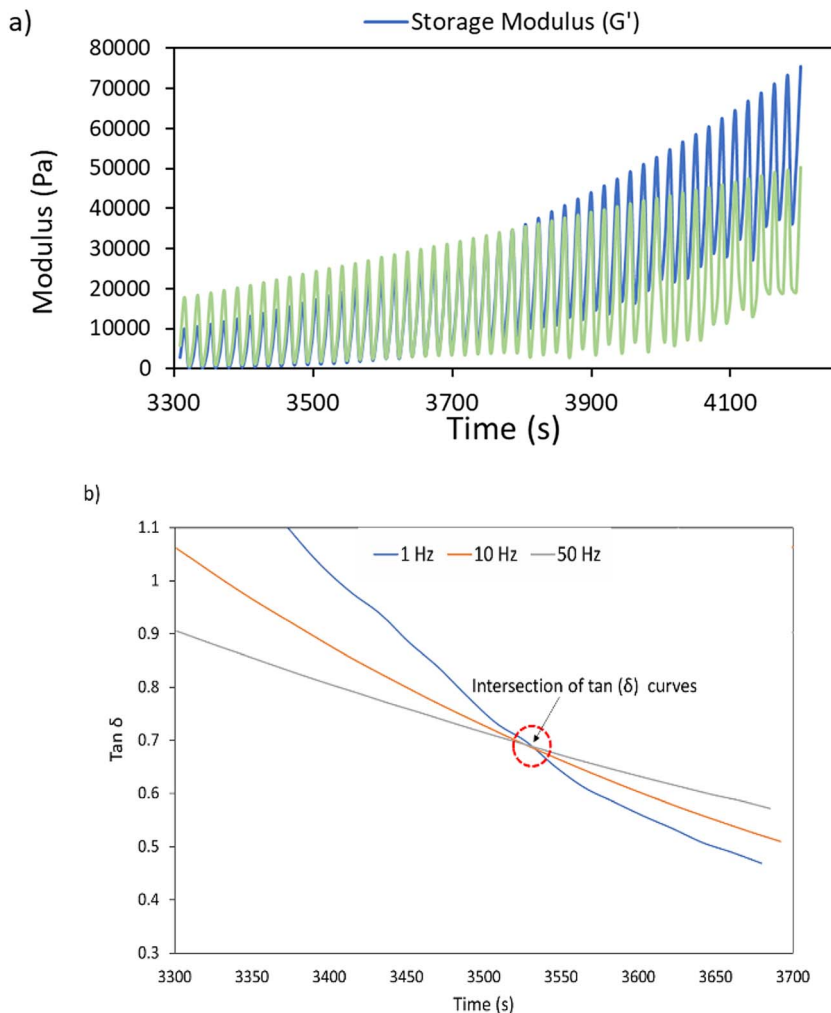 a)
Storage Modulus (G')
80000
70000
60000
50000
40000
30000
20000
10000
0
Modulus (Pa)
3300 3500 3700 3900 4100
Time (s)
b)
1.1
1
0.9
0.8
0.7
0.6
0.5
0.4
0.3
Tan δ
1 Hz 10 Hz 50 Hz
Intersection of tan (δ) curves
3300 3350 3400 3450 3500 3550 3600 3650 3700
Time (s)